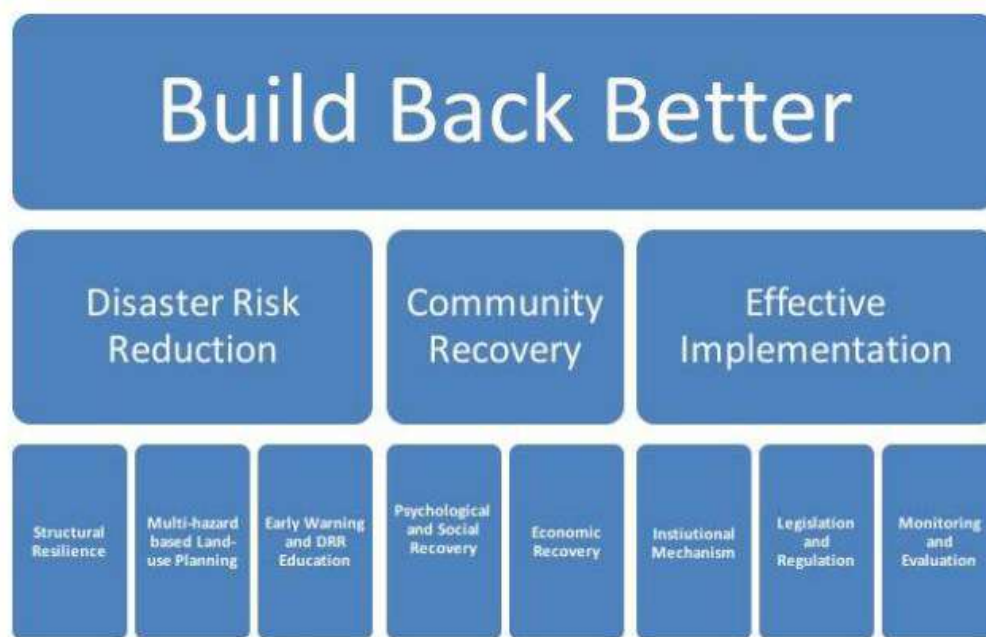 Build Back Better
Disaster Risk
Reduction
Community
Recovery
Effective
Implementation
Structural
Resilience
Multi-hazard
based Land-
use Planning
Early Warning
and DRR
Education
Psychological
and Social
Recovery
Economic
Recovery
Instiutional
Mechanism
Legislation
and
Regulation
Monitoring
and
Evaluation